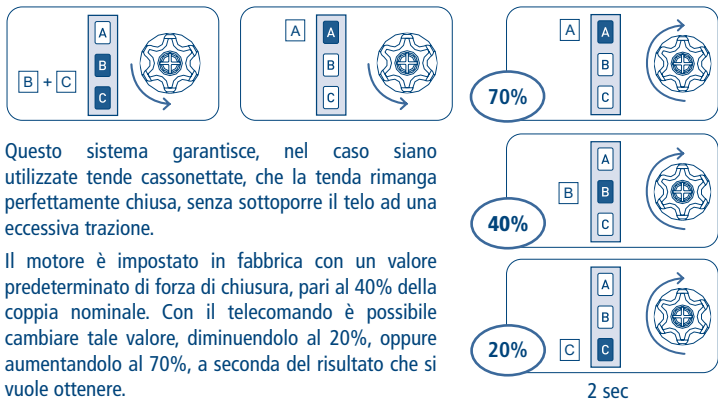 A
B
C
B + C
A
A
B
C
A
A
B
C
70%
Questo sistema garantisce, nel caso siano
utilizzate tende cassonettate, che la tenda rimanga
perfettamente chiusa, senza sottoporre il telo ad una
eccessiva trazione.
Il motore è impostato in fabbrica con un valore
predeterminato di forza di chiusura, pari al 40% della
coppia nominale. Con il telecomando è possibile
cambiare tale valore, diminuendolo al 20%, oppure
aumentandolo al 70%, a seconda del risultato che si
vuole ottenere.
A
B
B
C
40%
A
B
20%
C
C
2 sec